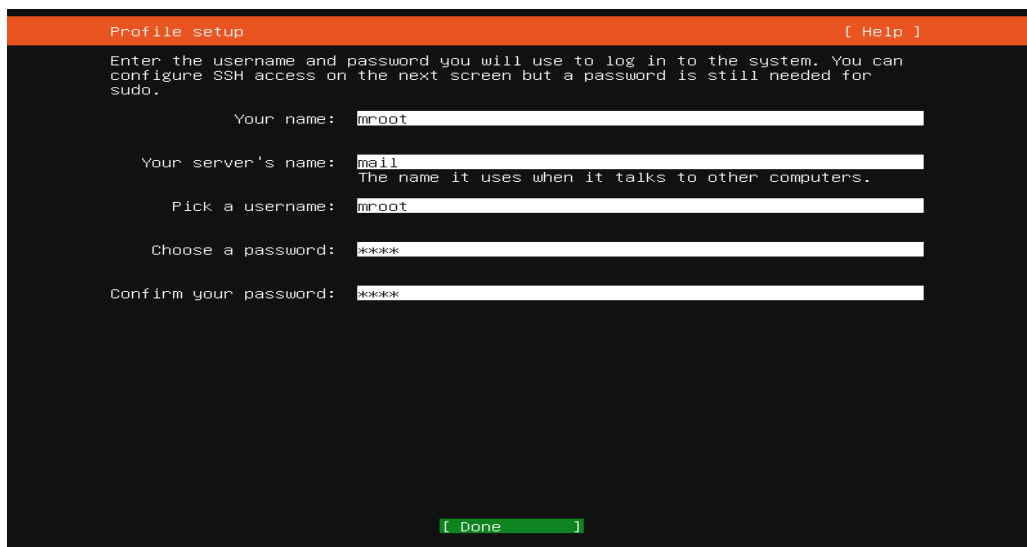 Profile setup [ Help ]
Enter the username and password you will use to log in to the system. You can
configure SSH access on the next screen but a password is still needed for
sudo.
Your name: mroot
Your server's name: mail
The name it uses when it talks to other computers.
Pick a username: mroot
Choose a password: ****
Confirm your password: ****
[ Done ]